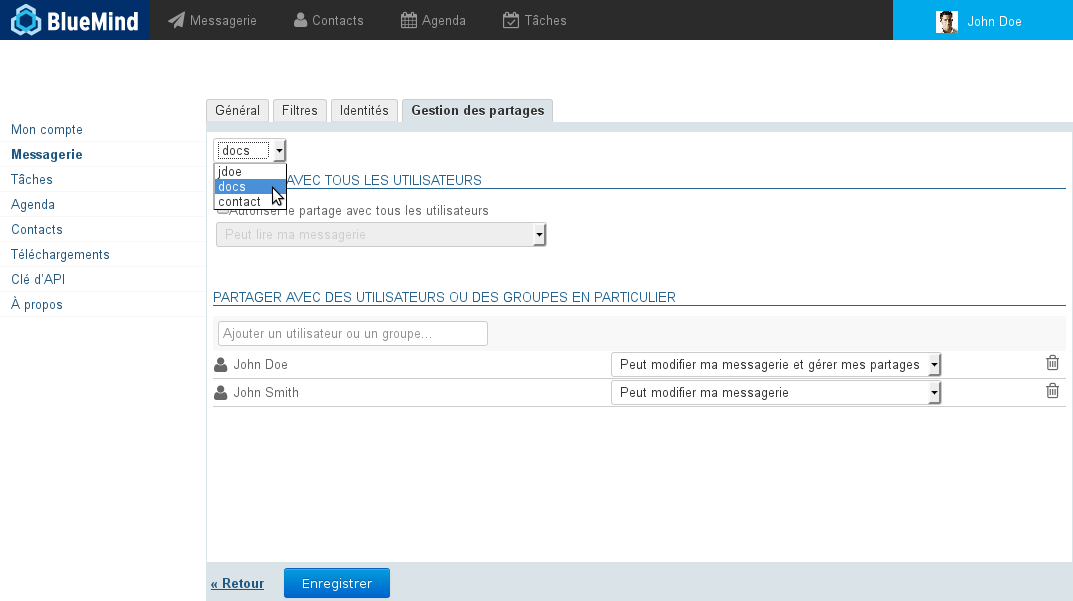 BlueMind Messagerie Contacts Agenda Tâches John Doe
Général Filtres Identités Gestion des partages
Mon compte
Messagerie
Tâches
Agenda
Contacts
Téléchargements
Clé d'API
À propos
docs
jdoe
docs
contact
AVEC TOUS LES UTILISATEURS
Autoriser le partage avec tous les utilisateurs
Peut lire ma messagerie
PARTAGER AVEC DES UTILISATEURS OU DES GROUPES EN PARTICULIER
Ajouter un utilisateur ou un groupe...
John Doe Peut modifier ma messagerie et gérer mes partages
John Smith Peut modifier ma messagerie
« Retour Enregistrer